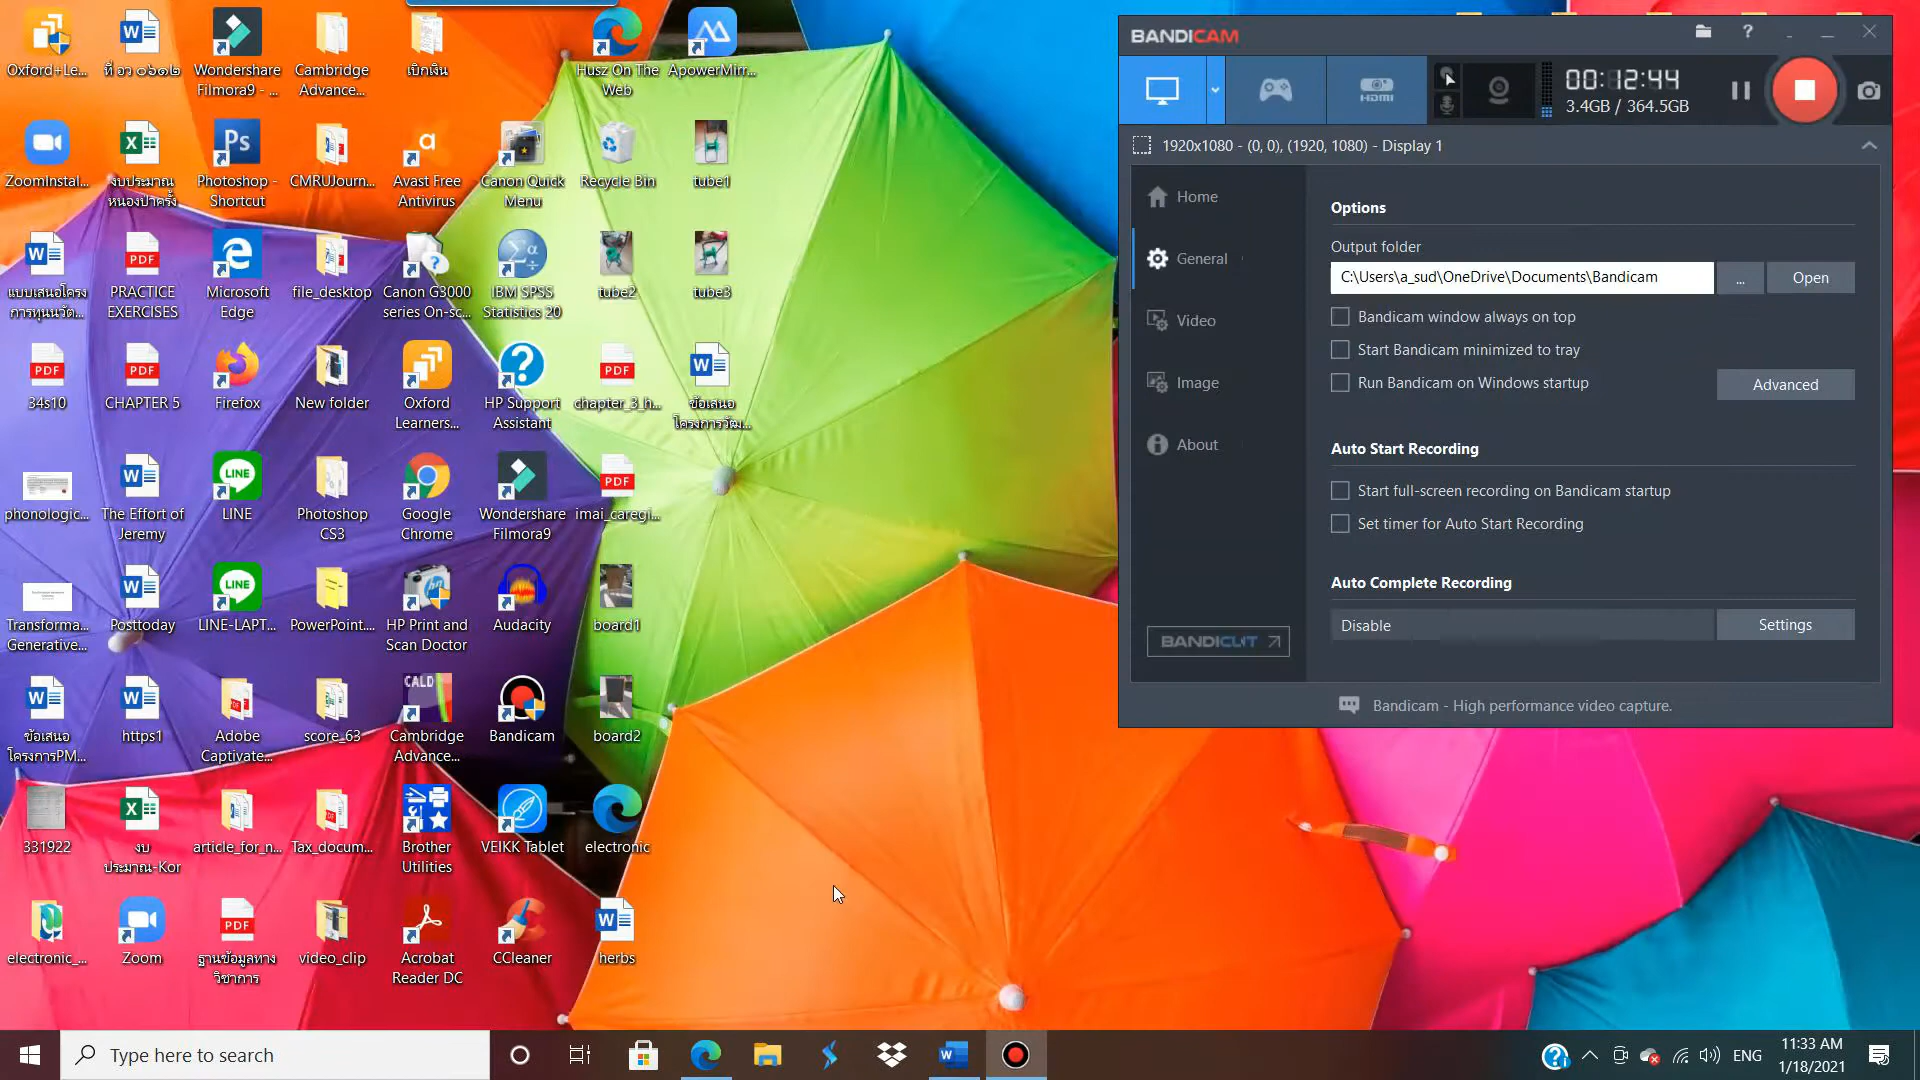 Oxford+Le...
ที่ อว ๐๖๑๒
Wondershare
Filmora9 - ...
Cambridge
Advance...
เบิกเงิน
Husz On The
Web
ApowerMirr...
ZoomInstal...
งบประมาณ
หนองป่าครั่ง
Photoshop -
Shortcut
CMRUJourn...
Avast Free
Antivirus
Canon Quick
Menu
Recycle Bin
tube1
แบบเสนอโครง
การทุนนวัต...
PRACTICE
EXERCISES
Microsoft
Edge
file_desktop
Canon G3000
series On-sc...
IBM SPSS
Statistics 20
tube2
tube3
34s10
CHAPTER 5
Firefox
New folder
Oxford
Learners...
HP Support
Assistant
chapter_3_h...
ข้อเสนอ
โครงการวัฒ...
phonologic...
The Effort of
Jeremy
LINE
Photoshop
CS3
Google
Chrome
Wondershare
Filmora9
imai_caregi...
Transforma...
Generative...
Posttoday
LINE-LAPT...
PowerPoint....
HP Print and
Scan Doctor
Audacity
board1
ข้อเสนอ
โครงการPM...
https1
Adobe
Captivate...
score_63
CALD
Cambridge
Advance...
Bandicam
board2
331922
งบ
ประมาณ-Kor
article_for_n...
Tax_docum...
Brother
Utilities
VEIKK Tablet
electronic
electronic_...
Zoom
ฐานข้อมูลทาง
วิชาการ
video_clip
Acrobat
Reader DC
CCleaner
herbs
BANDICAM
HDMI
00:12:44
3.4GB / 364.5GB
1920x1080 - (0, 0), (1920, 1080) - Display 1
Home
General
Video
Image
About
BANDICUT
Options
Output folder
C:\Users\a_sud\OneDrive\Documents\Bandicam
...
Open
Bandicam window always on top
Start Bandicam minimized to tray
Run Bandicam on Windows startup
Advanced
Auto Start Recording
Start full-screen recording on Bandicam startup
Set timer for Auto Start Recording
Auto Complete Recording
Disable
Settings
Bandicam - High performance video capture.
Type here to search
ENG
11:33 AM
1/18/2021